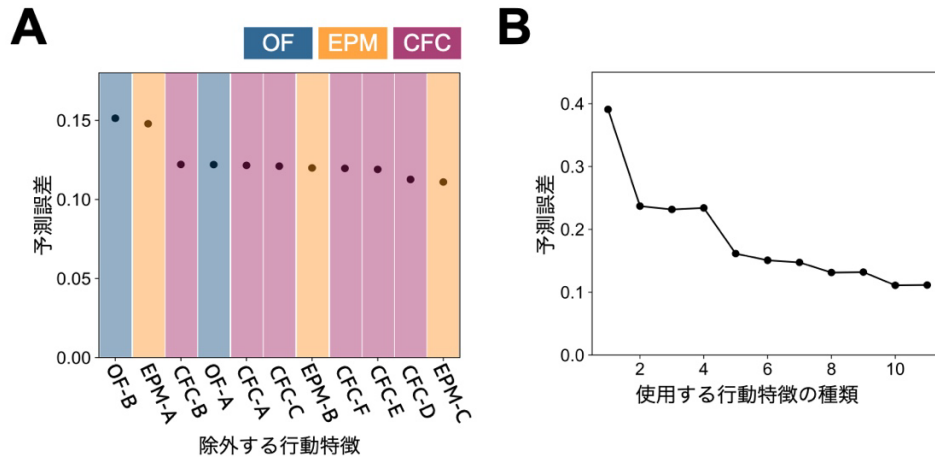 A
OF EPM CFC
0.15
0.10
0.05
0.00
予測誤差
OF-B EPM-A CFC-B OF-A CFC-A CFC-C EPM-B CFC-F CFC-E CFC-D EPM-C
除外する行動特徴
B
0.4
0.3
0.2
0.1
0.0
予測誤差
2 4 6 8 10
使用する行動特徴の種類